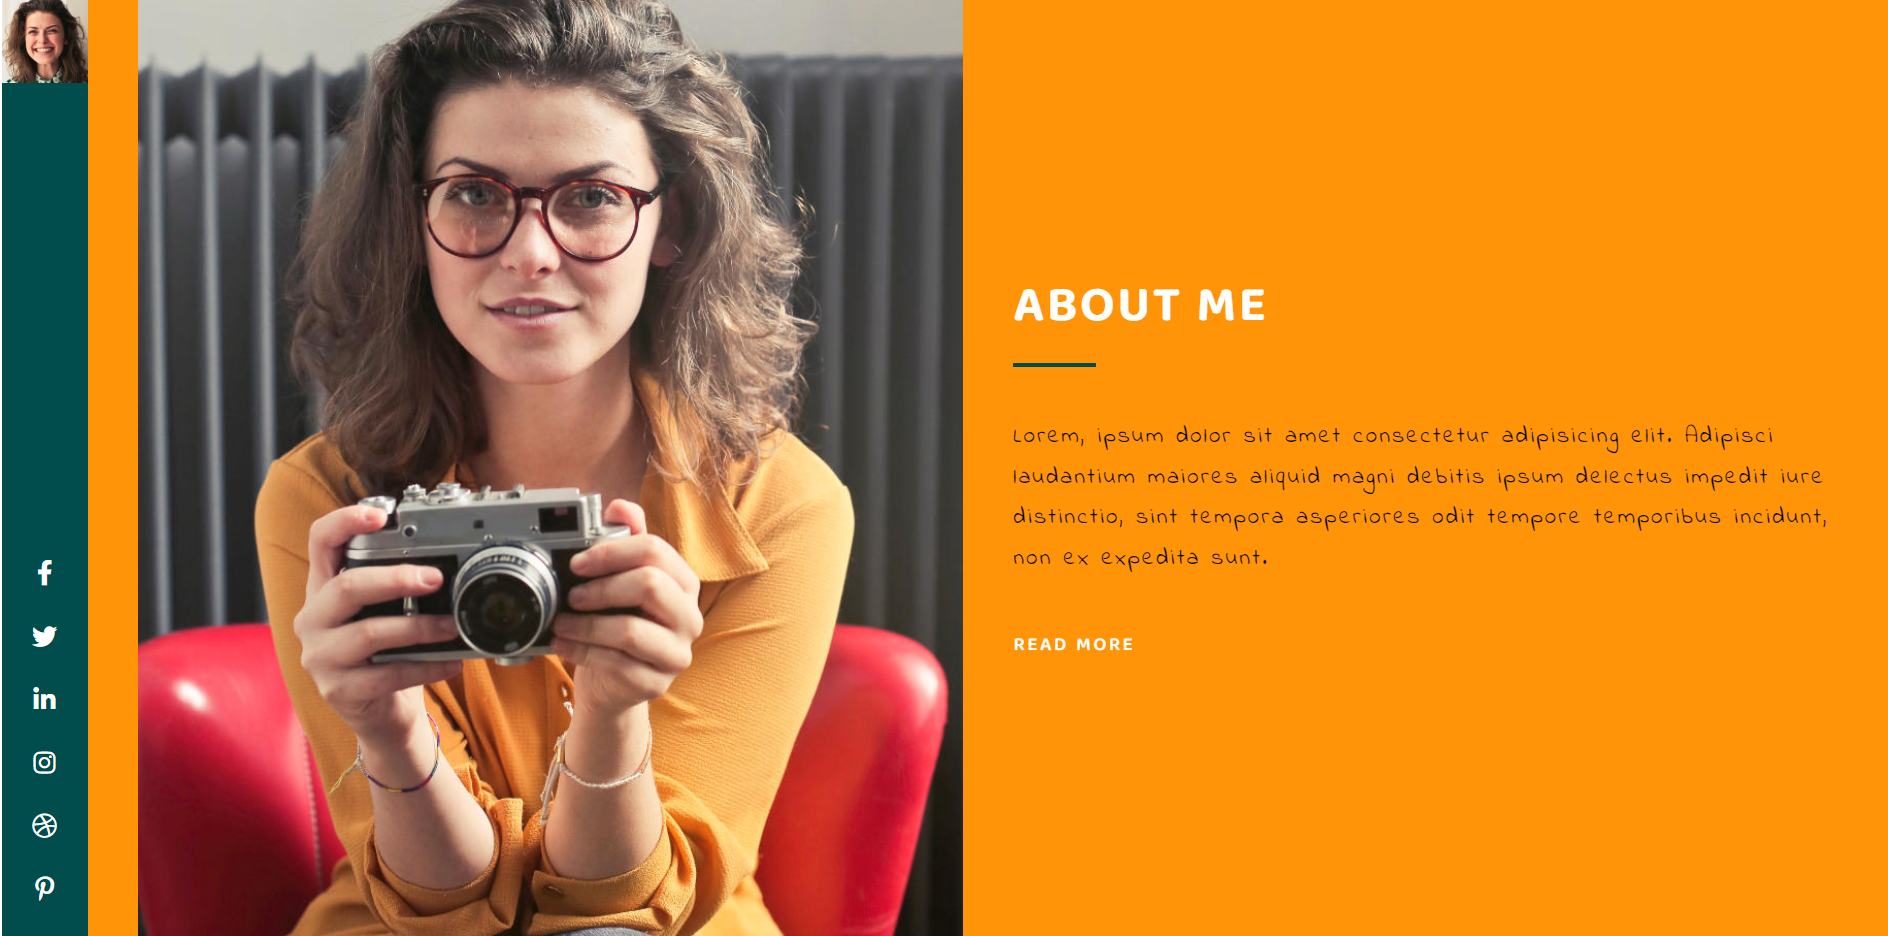 ABOUT ME
Lorem, ipsum dolor sit amet consectetur adipisicing elit. Adipisci
laudantium maiores aliquid magni debitis ipsum delectus impedit iure
distinctio, sint tempora asperiores odit tempore temporibus incidunt,
non ex expedita sunt.
READ MORE